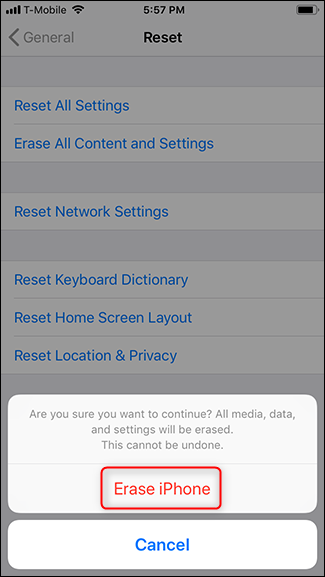 T-Mobile 5:57 PM
General Reset
Reset All Settings
Erase All Content and Settings
Reset Network Settings
Reset Keyboard Dictionary
Reset Home Screen Layout
Reset Location & Privacy
Are you sure you want to continue? All media, data,
and settings will be erased.
This cannot be undone.
Erase iPhone
Cancel